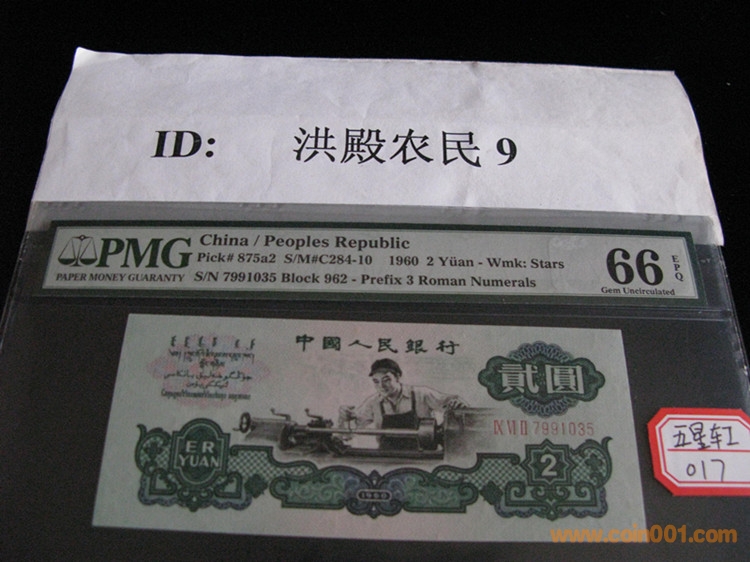 ID: 洪殿农民9
PMG
PAPER MONEY GUARANTY
China / Peoples Republic
Pick# 875a2 S/M#C284-10 1960 2 Yüan - Wmk: Stars
S/N 7991035 Block 962 - Prefix 3 Roman Numerals
66 EPQ
Gem Uncirculated
中國人民銀行
貳圓
ER
YUAN
IX VI II 7991035
2
1960
五星车工
017
www.coin001.com